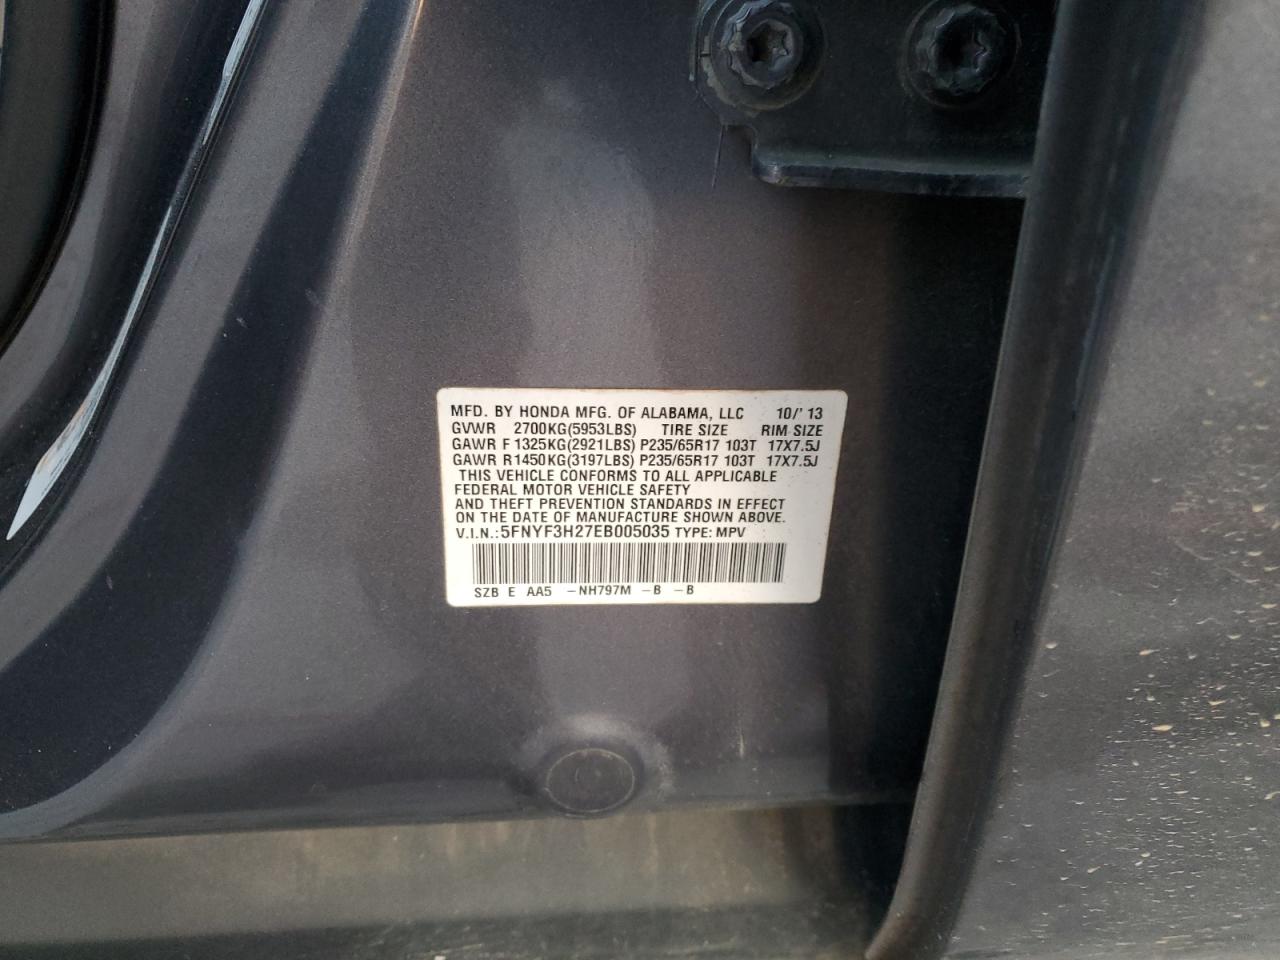 MFD. BY HONDA MFG. OF ALABAMA, LLC 10/'13
GVWR 2700KG(5953LBS) TIRE SIZE RIM SIZE
GAWR F 1325KG(2921LBS) P235/65R17 103T 17X7.5J
GAWR R1450KG(3197LBS) P235/65R17 103T 17X7.5J
THIS VEHICLE CONFORMS TO ALL APPLICABLE
FEDERAL MOTOR VEHICLE SAFETY
AND THEFT PREVENTION STANDARDS IN EFFECT
ON THE DATE OF MANUFACTURE SHOWN ABOVE.
V.I.N.:5FNYF3H27EB005035 TYPE: MPV
SZB E AA5 -NH797M -B -B